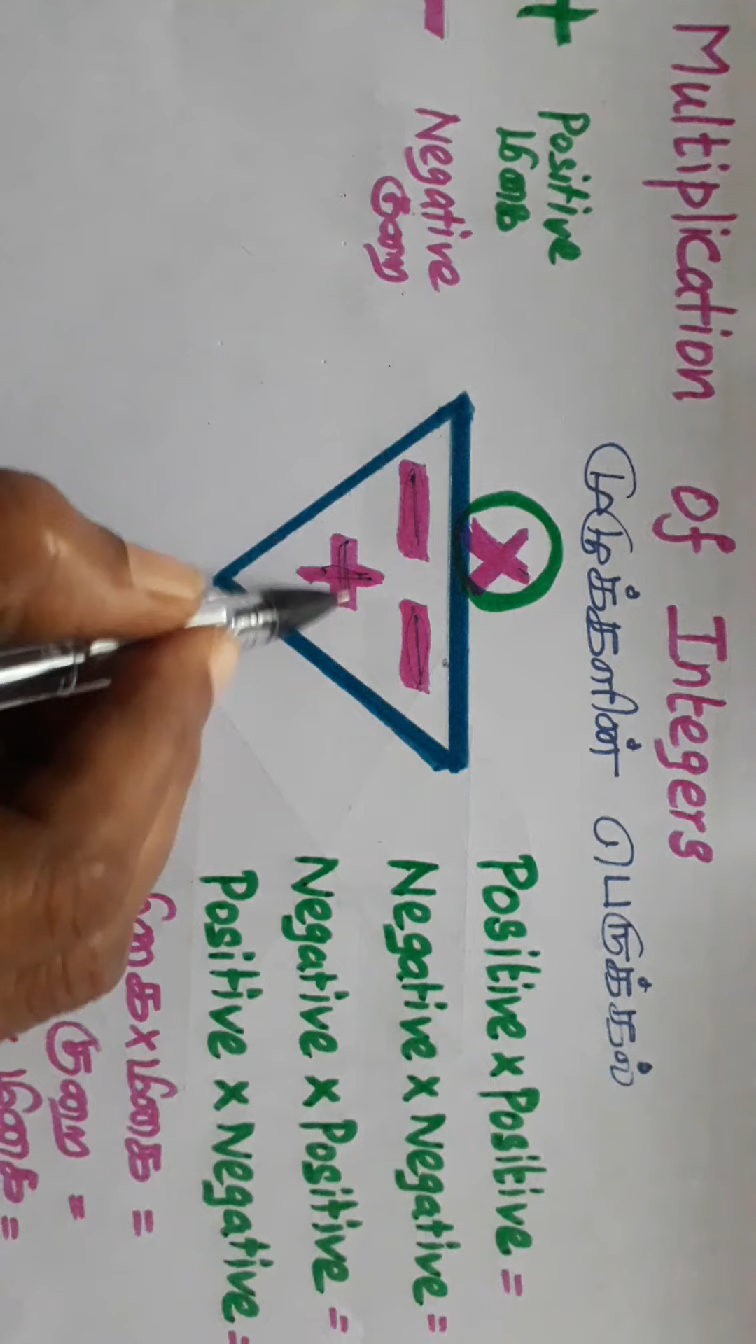 Multiplication of Integers
முழுக்களின் பெருக்கல்
+ Positive
மிகை
- Negative
குறை
×
- -
+
Positive x Positive =
Negative x Negative =
Negative x Positive =
Positive x Negative =
மிகை x மிகை =
குறை =
x மிகை =